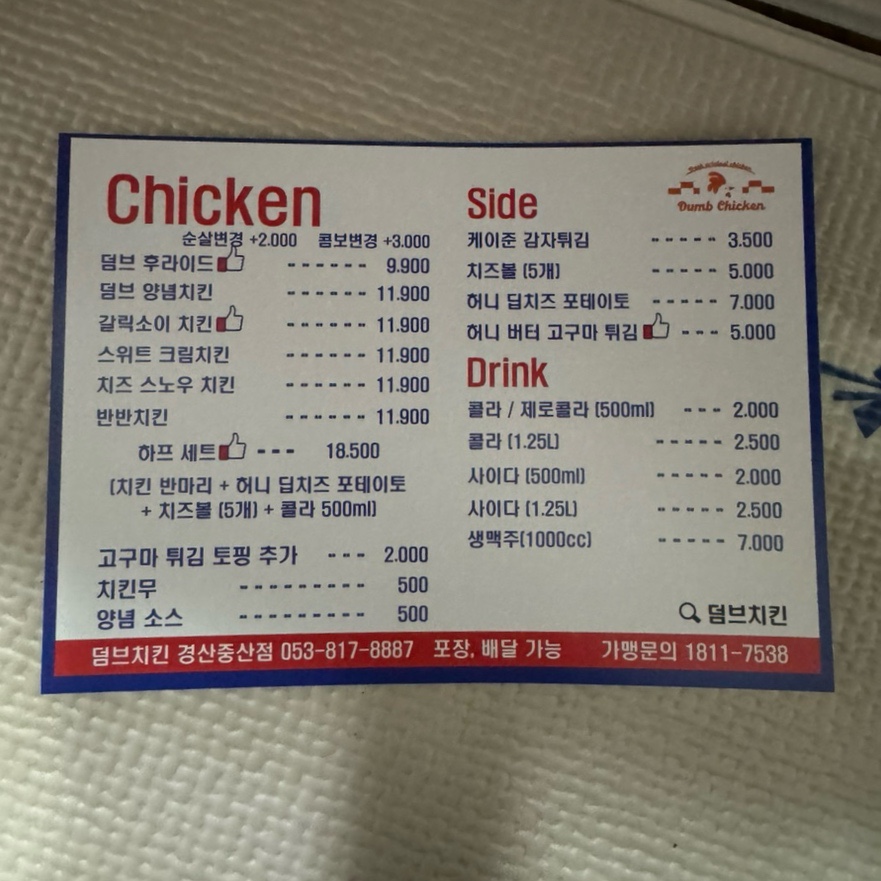 Chicken
순살변경 +2.000 콤보변경 +3.000
덤브 후라이드 ------ 9.900
덤브 양념치킨 ------ 11.900
갈릭소이 치킨 ------ 11.900
스위트 크림치킨 ------ 11.900
치즈 스노우 치킨 ------ 11.900
반반치킨 ------ 11.900
하프 세트 --- 18.500
(치킨 반마리 + 허니 딥치즈 포테이토
+ 치즈볼 (5개) + 콜라 500ml)
고구마 튀김 토핑 추가 --- 2.000
치킨무 --------- 500
양념 소스 --------- 500
Dumb Chicken
Side
케이준 감자튀김 ----- 3.500
치즈볼 (5개) ----- 5.000
허니 딥치즈 포테이토 ----- 7.000
허니 버터 고구마 튀김 --- 5.000
Drink
콜라 / 제로콜라 (500ml) --- 2.000
콜라 (1.25L) ----- 2.500
사이다 (500ml) ----- 2.000
사이다 (1.25L) ----- 2.500
생맥주(1000cc) ----- 7.000
덤브치킨
덤브치킨 경산중산점 053-817-8887 포장, 배달 가능 가맹문의 1811-7538